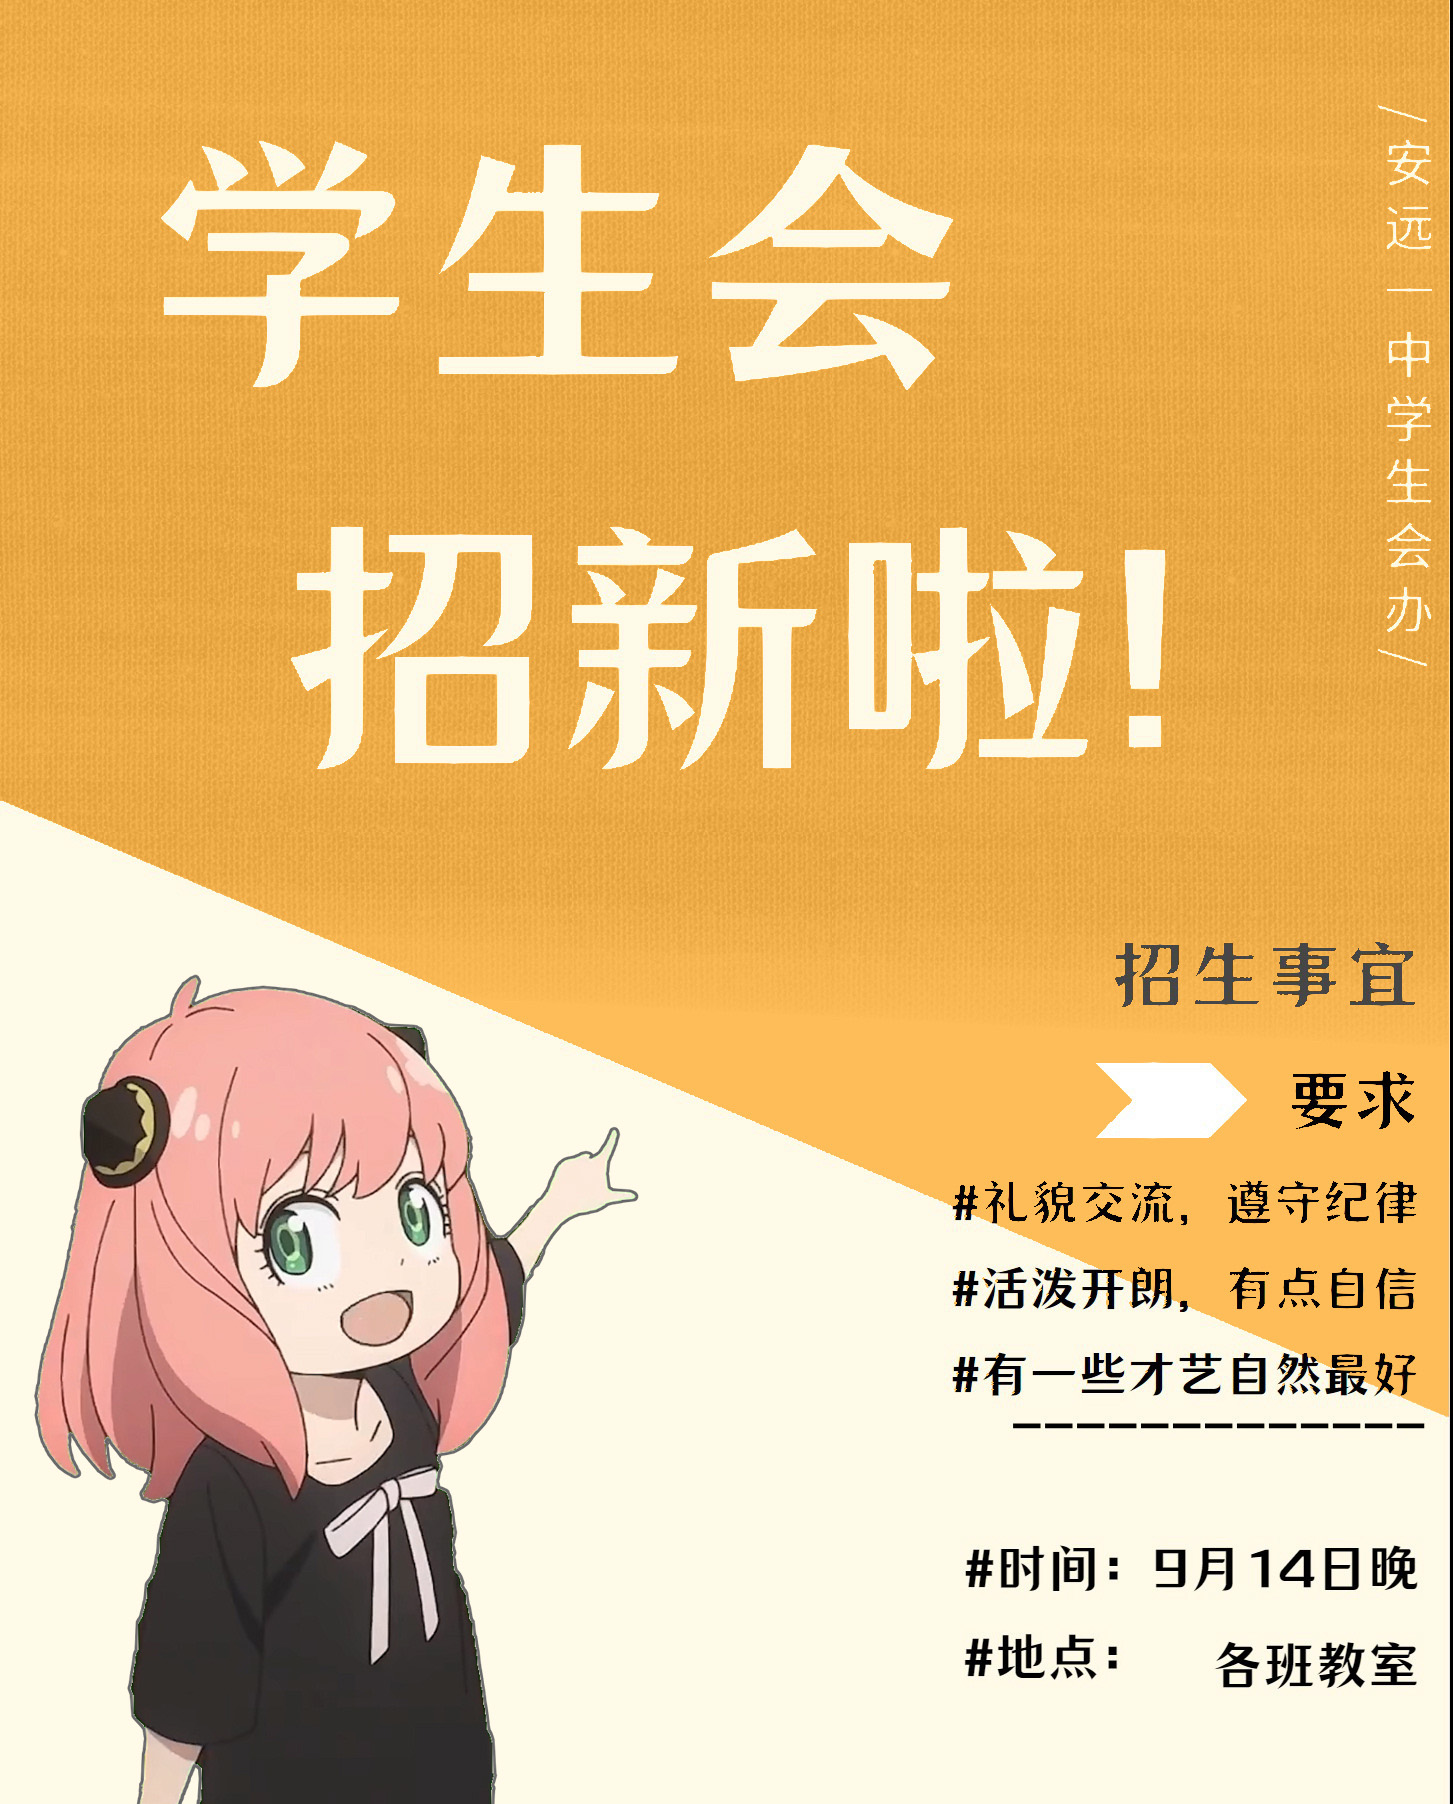 学生会
招新啦！
/安远一中学生会办/
招生事宜
要求
#礼貌交流，遵守纪律
#活泼开朗，有点自信
#有一些才艺自然最好
#时间：9月14日晚
#地点： 各班教室